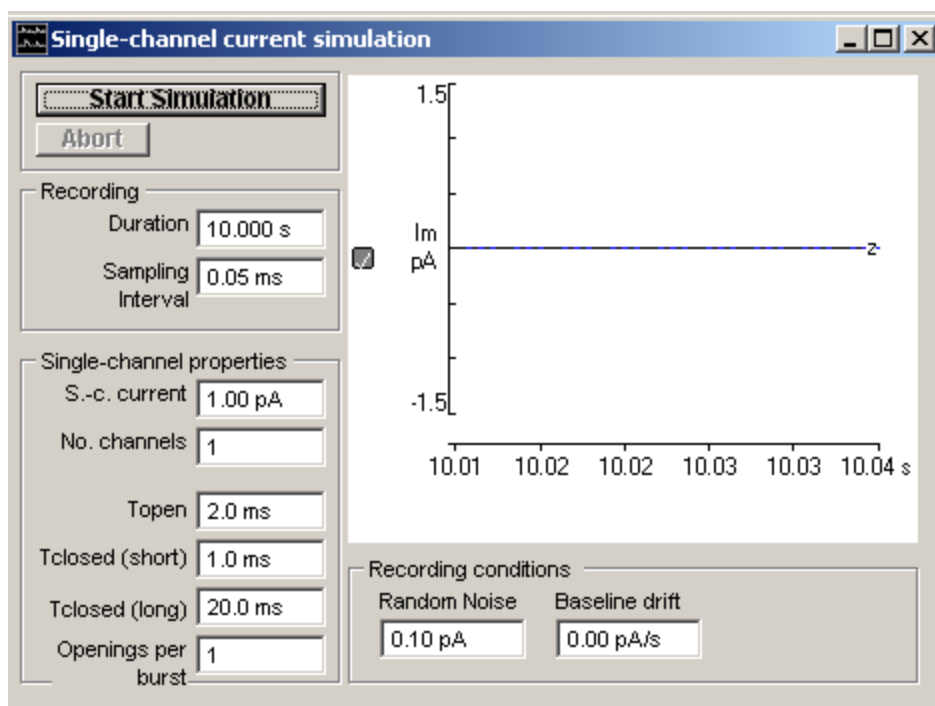 Single-channel current simulation
Start Simulation
Abort
Recording
Duration 10.000 s
Sampling Interval 0.05 ms
Single-channel properties
S.-c. current 1.00 pA
No. channels 1
Topen 2.0 ms
Tclosed (short) 1.0 ms
Tclosed (long) 20.0 ms
Openings per burst 1
1.5
Im
pA
z
-1.5
10.01 10.02 10.02 10.03 10.03 10.04 s
Recording conditions
Random Noise Baseline drift
0.10 pA 0.00 pA/s